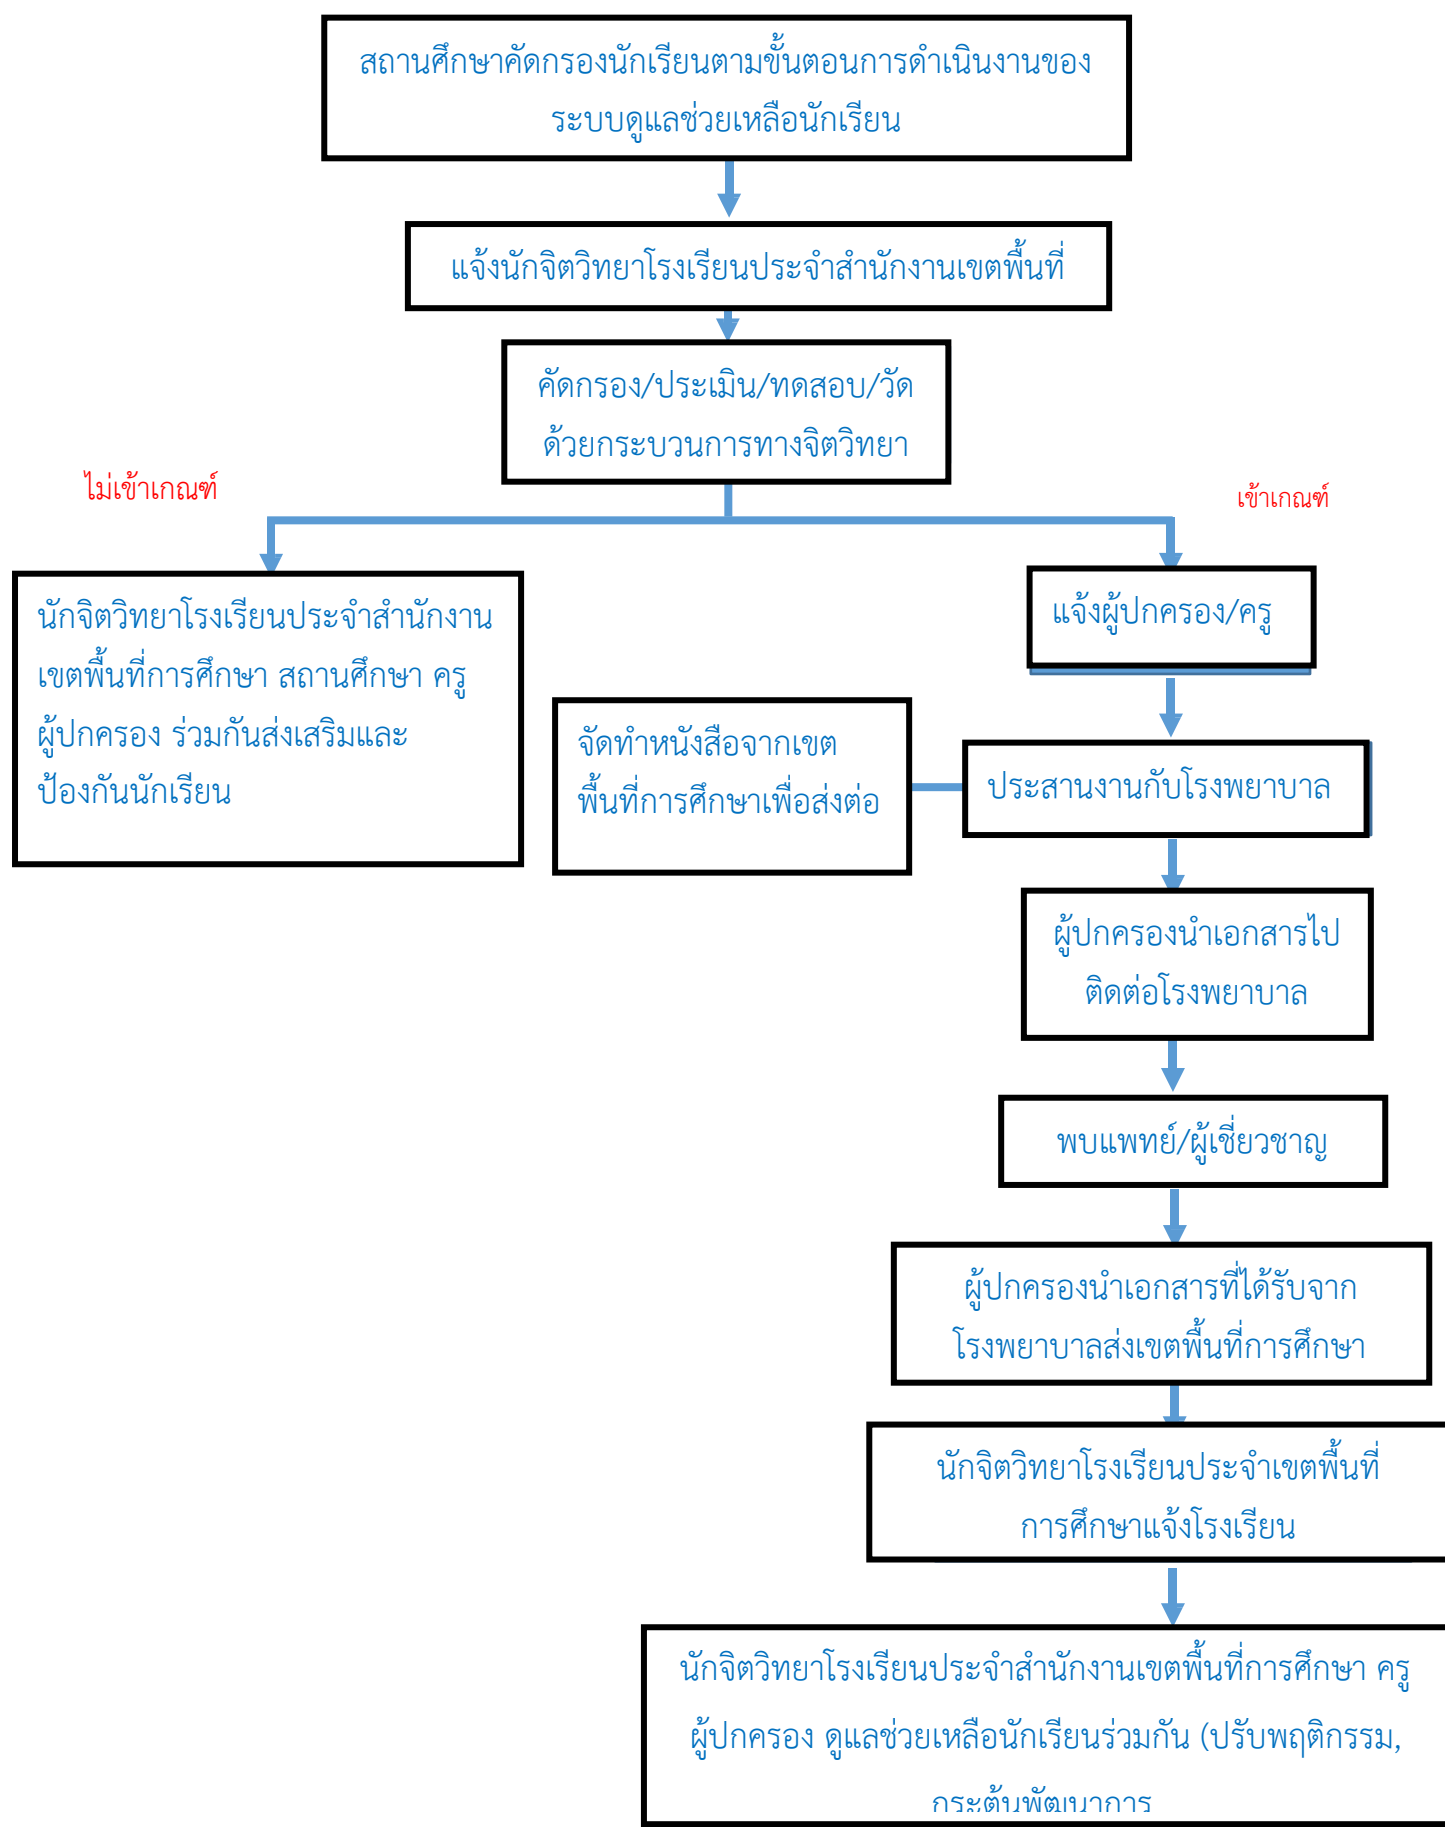 สถานศึกษาคัดกรองนักเรียนตามขั้นตอนการดำเนินงานของ
ระบบดูแลช่วยเหลือนักเรียน
แจ้งนักจิตวิทยาโรงเรียนประจำสำนักงานเขตพื้นที่
คัดกรอง/ประเมิน/ทดสอบ/วัด
ด้วยกระบวนการทางจิตวิทยา
ไม่เข้าเกณฑ์
เข้าเกณฑ์
นักจิตวิทยาโรงเรียนประจำสำนักงาน
เขตพื้นที่การศึกษา สถานศึกษา ครู
ผู้ปกครอง ร่วมกันส่งเสริมและ
ป้องกันนักเรียน
แจ้งผู้ปกครอง/ครู
จัดทำหนังสือจากเขต
พื้นที่การศึกษาเพื่อส่งต่อ
ประสานงานกับโรงพยาบาล
ผู้ปกครองนำเอกสารไป
ติดต่อโรงพยาบาล
พบแพทย์/ผู้เชี่ยวชาญ
ผู้ปกครองนำเอกสารที่ได้รับจาก
โรงพยาบาลส่งเขตพื้นที่การศึกษา
นักจิตวิทยาโรงเรียนประจำเขตพื้นที่
การศึกษาแจ้งโรงเรียน
นักจิตวิทยาโรงเรียนประจำสำนักงานเขตพื้นที่การศึกษา ครู
ผู้ปกครอง ดูแลช่วยเหลือนักเรียนร่วมกัน (ปรับพฤติกรรม,
กระตุ้นพัฒนาการ